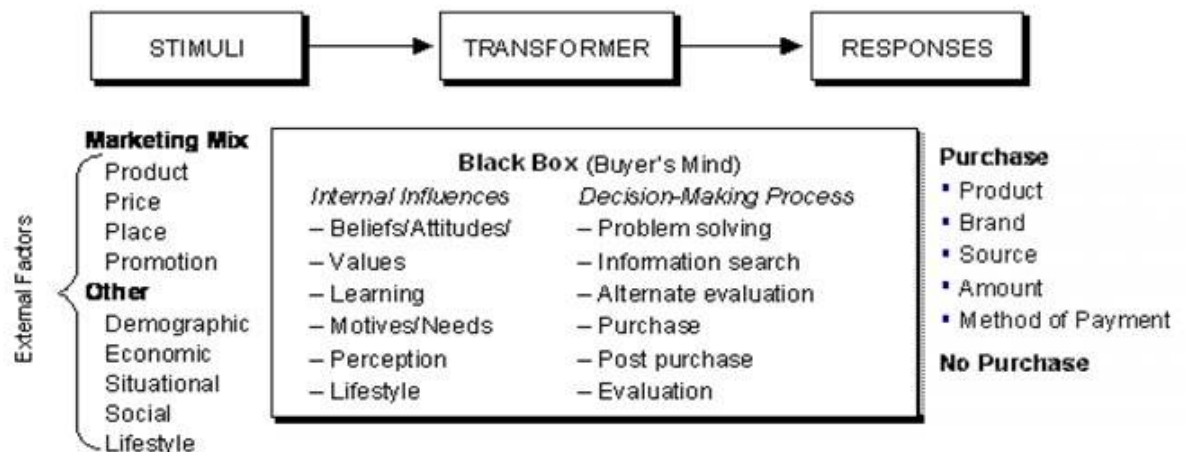 STIMULI
TRANSFORMER
RESPONSES
External Factors
Marketing Mix
Product
Price
Place
Promotion
Other
Demographic
Economic
Situational
Social
Lifestyle
Black Box (Buyer's Mind)
Internal Influences
– Beliefs/Attitudes/
– Values
– Learning
– Motives/Needs
– Perception
– Lifestyle
Decision-Making Process
– Problem solving
– Information search
– Alternate evaluation
– Purchase
– Post purchase
– Evaluation
Purchase
▪ Product
▪ Brand
▪ Source
▪ Amount
▪ Method of Payment
No Purchase